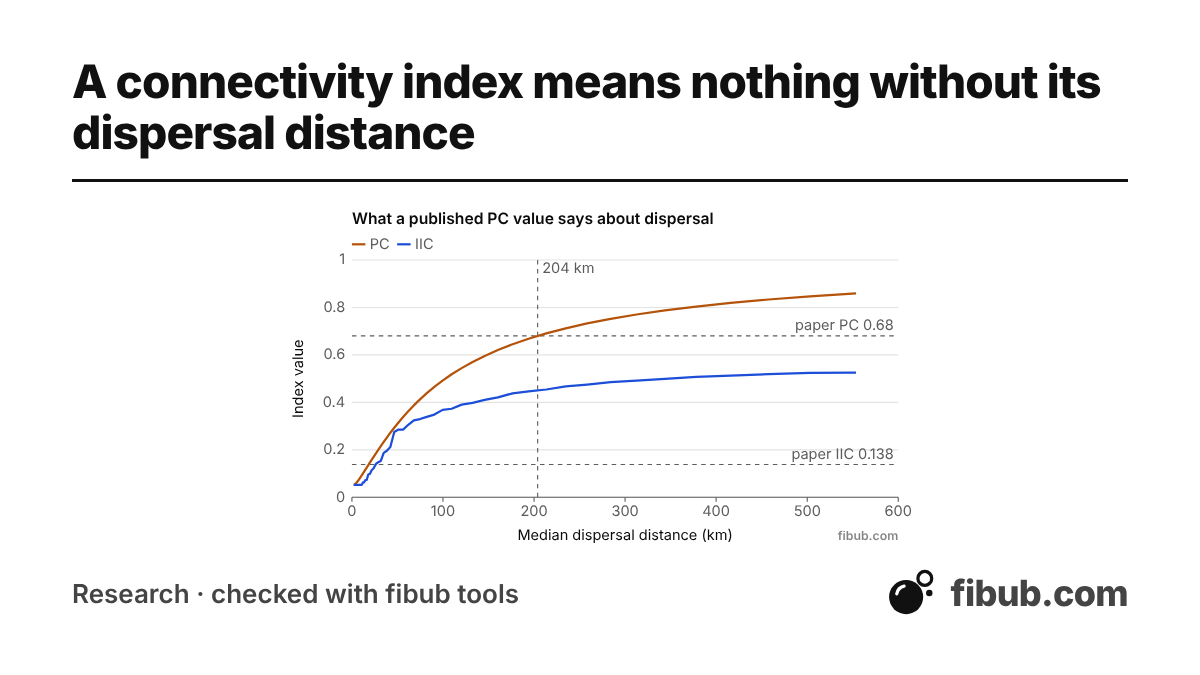 A connectivity index means nothing without its
dispersal distance
What a published PC value says about dispersal
PC IIC
1
204 km
0.8
paper PC 0.68
0.6
Index value
0.4
0.2
paper IIC 0.138
0
0 100 200 300 400 500 600
Median dispersal distance (km)
fibub.com
Research · checked with fibub tools
fibub.com